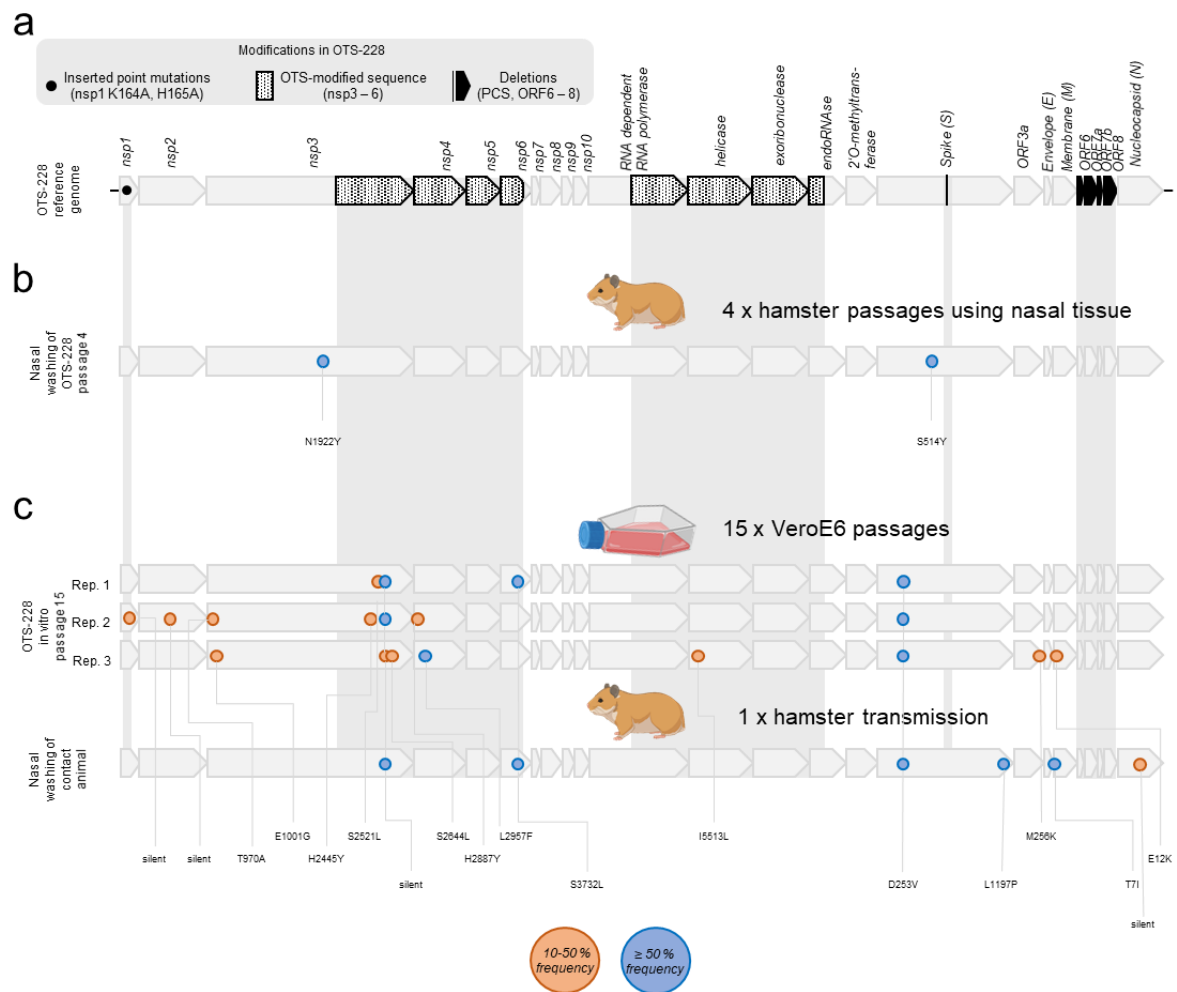 a
Modifications in OTS-228
Inserted point mutations
(nsp1 K164A, H165A)
OTS-modified sequence
(nsp3 – 6)
Deletions
(PCS, ORF6 – 8)
nsp1
nsp2
nsp3
nsp4
nsp5
nsp6
nsp7
nsp8
nsp9
nsp10
RNA dependent
RNA polymerase
helicase
exoribonuclease
endoRNAse
2'O-methyltrans-
ferase
Spike (S)
ORF3a
Envelope (E)
Membrane (M)
ORF6
ORF7a
ORF7b
ORF8
Nucleocapsid (N)
OTS-228
reference
genome
b
4 x hamster passages using nasal tissue
Nasal
washing of
OTS-228
passage 4
N1922Y
S514Y
c
15 x VeroE6 passages
OTS-228
in vitro
passage 15
Rep. 1
Rep. 2
Rep. 3
1 x hamster transmission
Nasal
washing of
contact
animal
E1001G
S2521L
S2644L
L2957F
I5513L
M256K
silent
silent
T970A
H2445Y
H2887Y
E12K
silent
S3732L
D253V
L1197P
T7I
silent
10-50 %
frequency
≥ 50 %
frequency